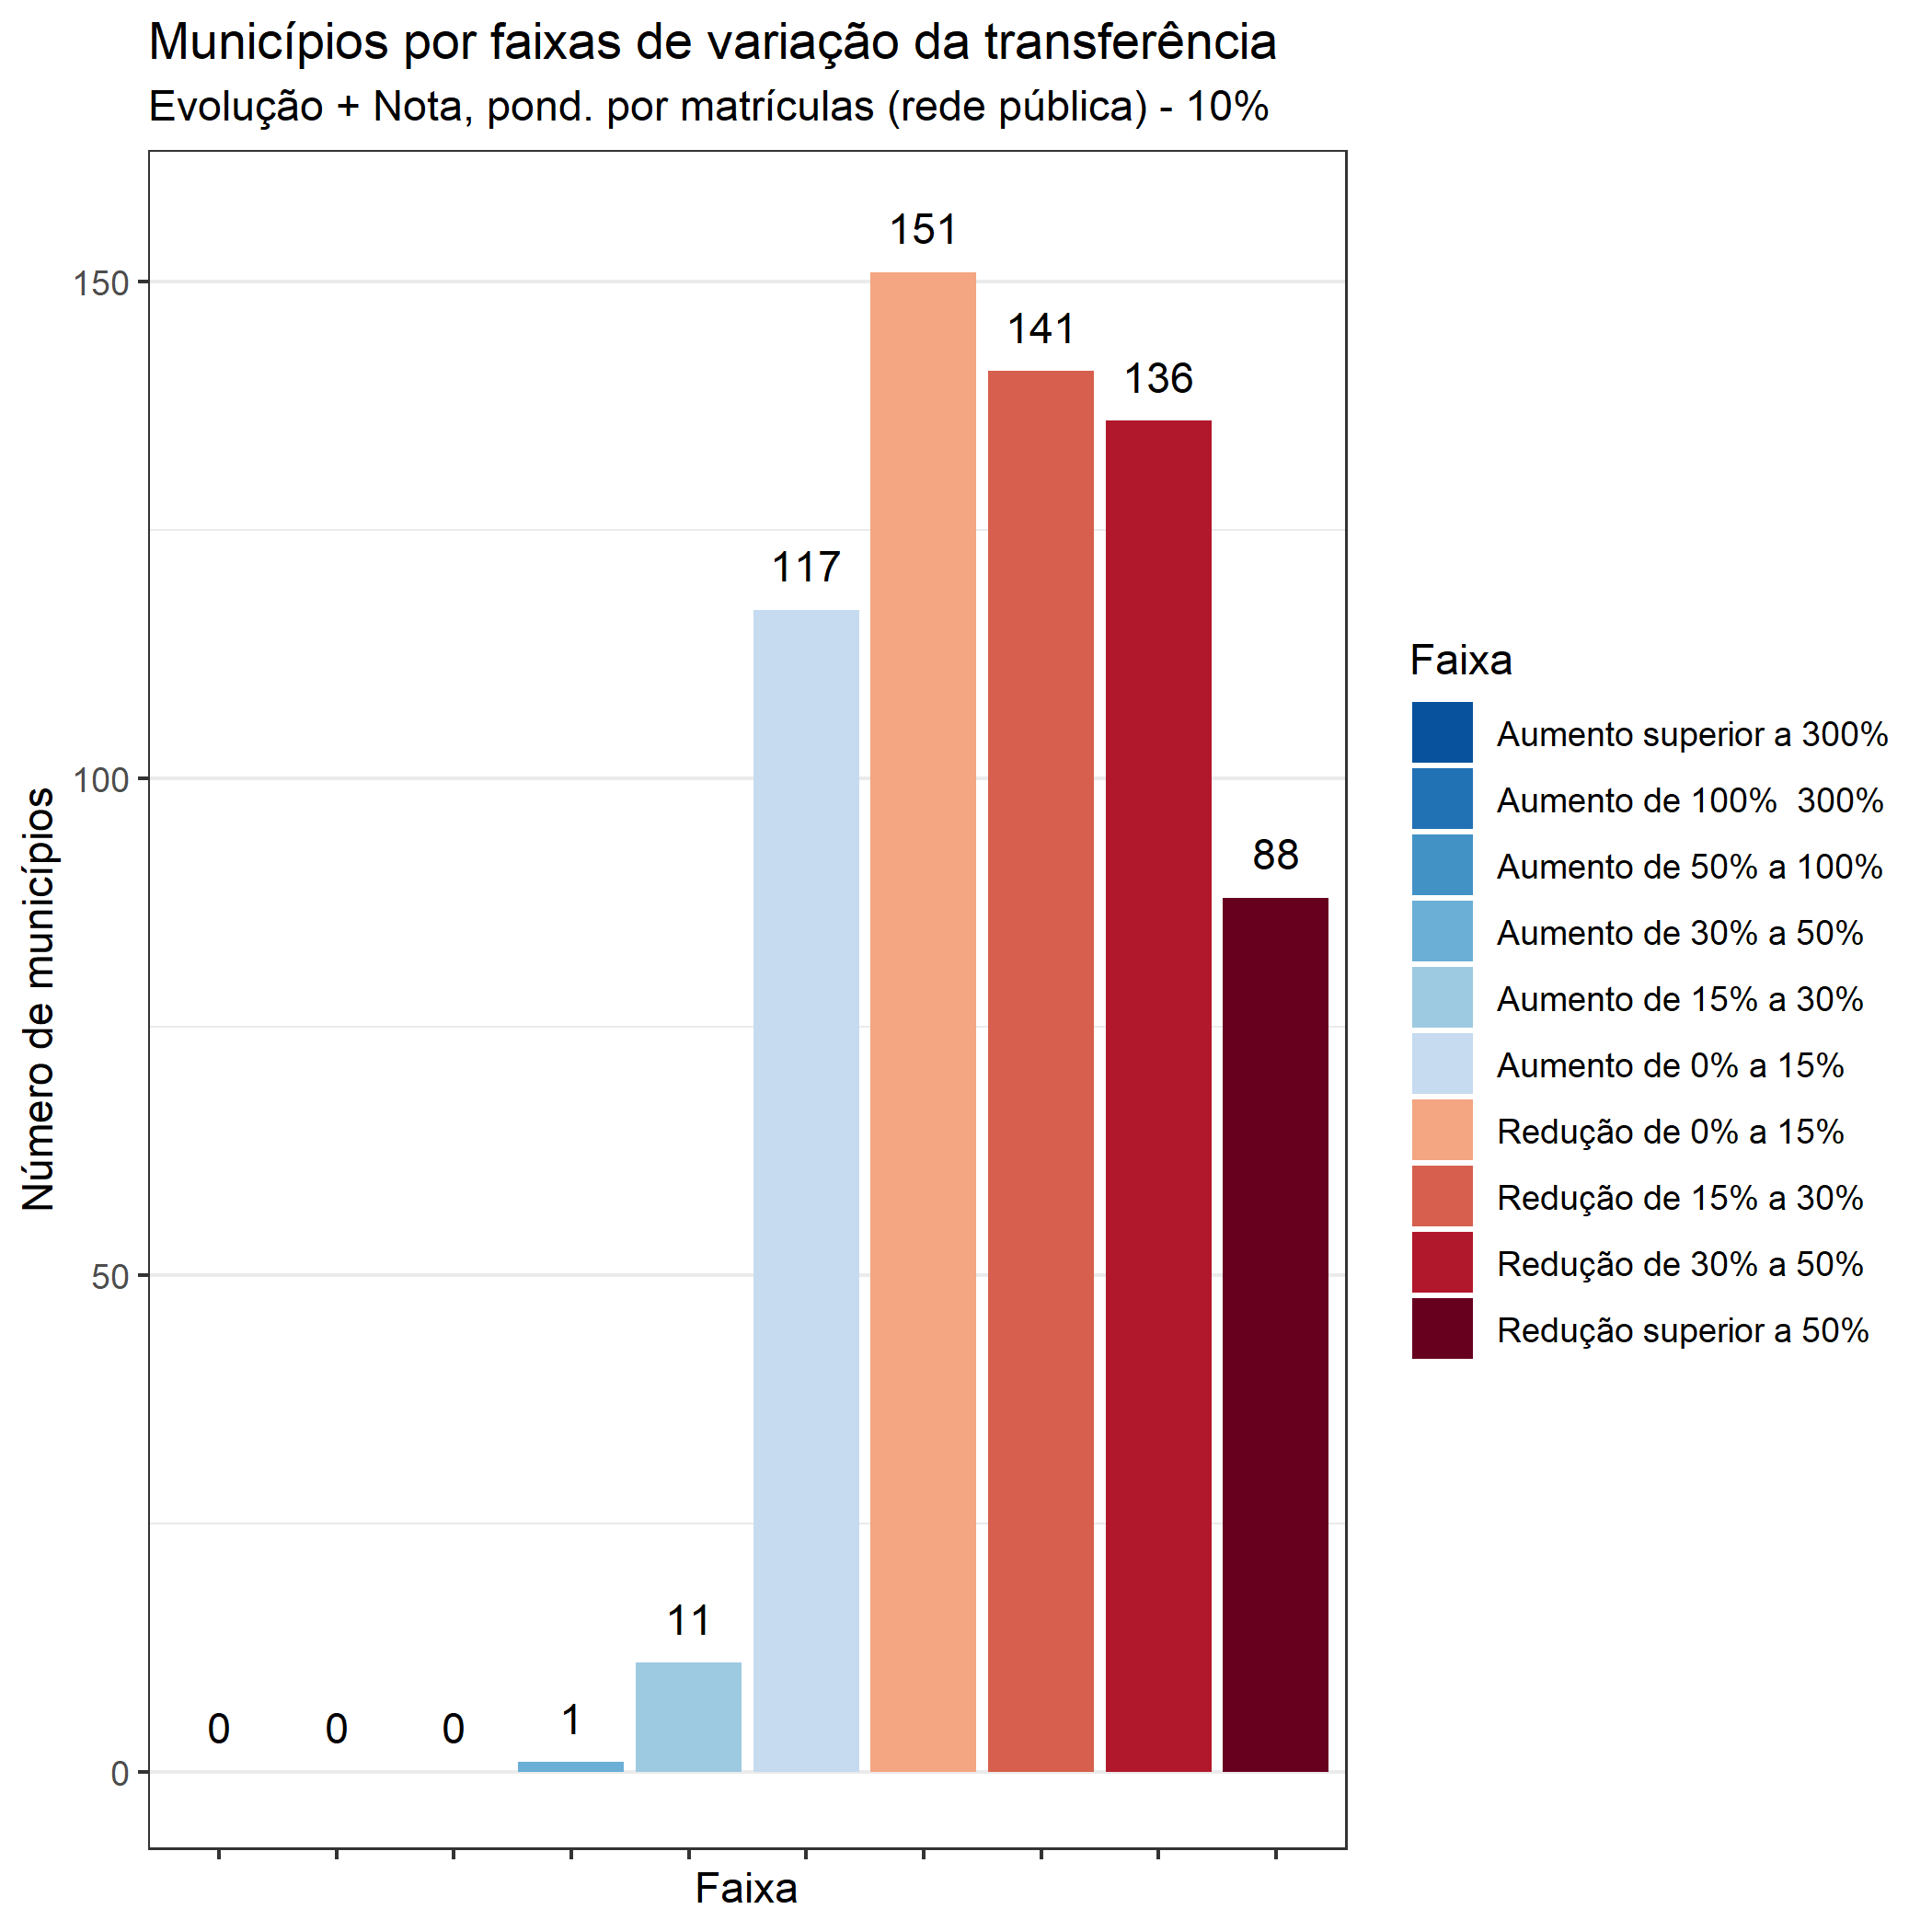 Municípios por faixas de variação da transferência
Evolução + Nota, pond. por matrículas (rede pública) - 10%
Número de municípios
150
100
50
0
0
0
0
1
11
117
151
141
136
88
Faixa
Faixa
Aumento superior a 300%
Aumento de 100%  300%
Aumento de 50% a 100%
Aumento de 30% a 50%
Aumento de 15% a 30%
Aumento de 0% a 15%
Redução de 0% a 15%
Redução de 15% a 30%
Redução de 30% a 50%
Redução superior a 50%